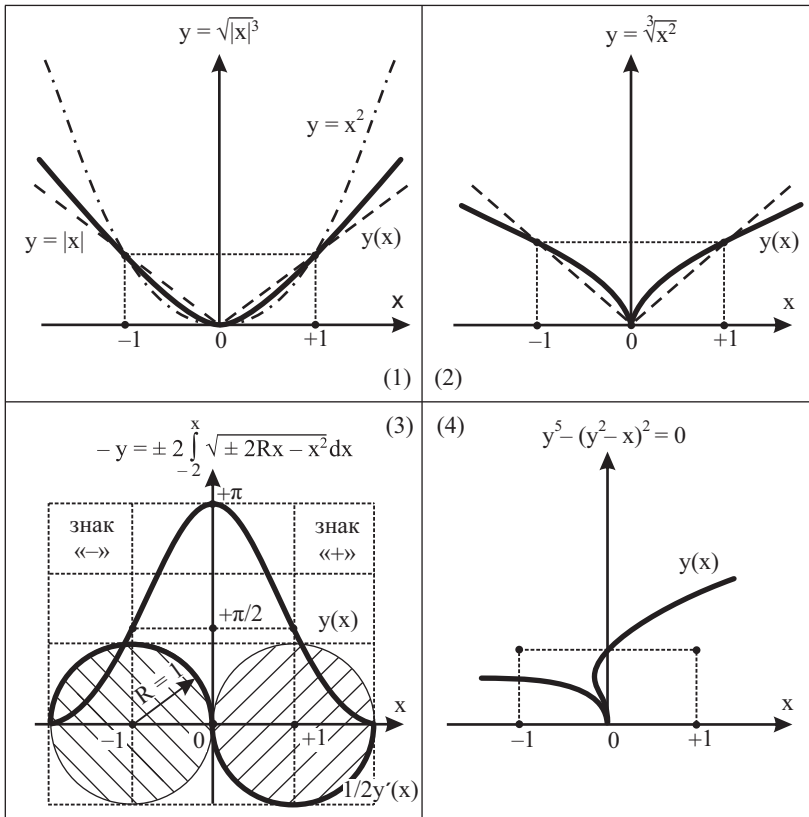 y = √|x|³
y = x²
y = |x|
y(x)
x
−1
0
+1
(1)
y = ∛x²
y(x)
x
−1
0
+1
(2)
(3)
− y = ± 2 ∫₋₂ˣ √(± 2Rx − x²) dx
+π
знак
«−»
знак
«+»
+π/2
y(x)
R = 1
x
−1
0
+1
1/2y´(x)
(4)
y⁵ − (y² − x)² = 0
y(x)
x
−1
0
+1